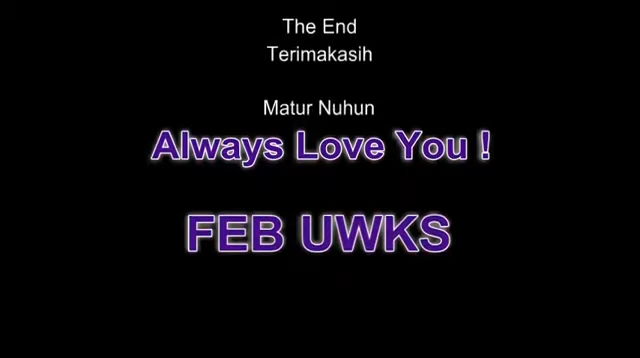 The End
Terimakasih
Matur Nuhun
Always Love You !
FEB UWKS